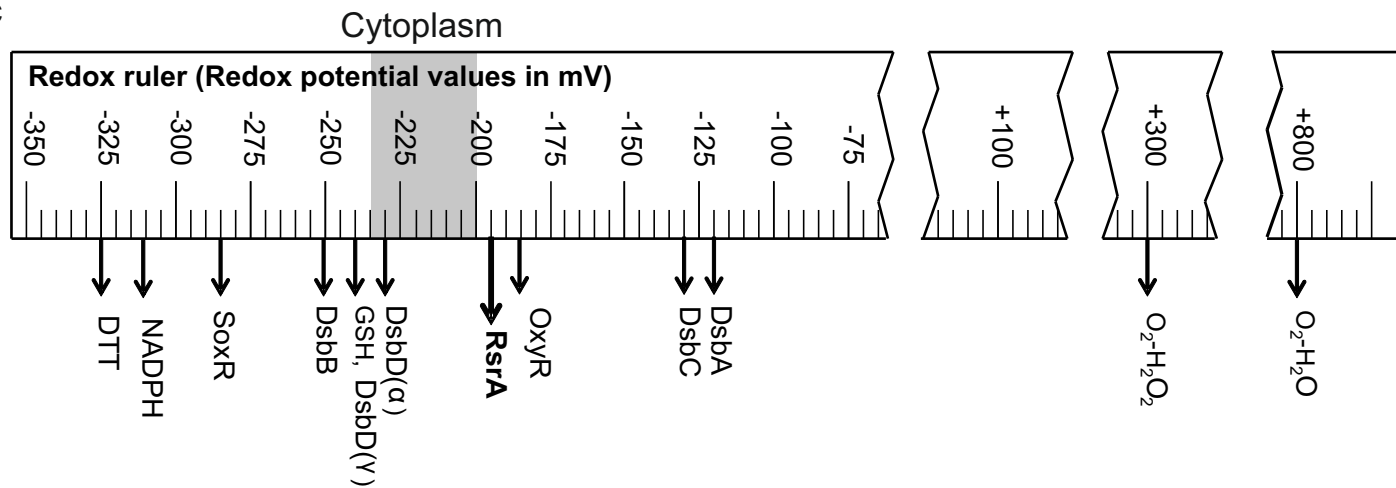 c
Cytoplasm
Redox ruler (Redox potential values in mV)
-350
-325
-300
-275
-250
-225
-200
-175
-150
-125
-100
-75
+100
+300
+800
DTT
NADPH
SoxR
DsbB
GSH, DsbD(γ)
DsbD(α)
RsrA
OxyR
DsbC
DsbA
O₂-H₂O₂
O₂-H₂O